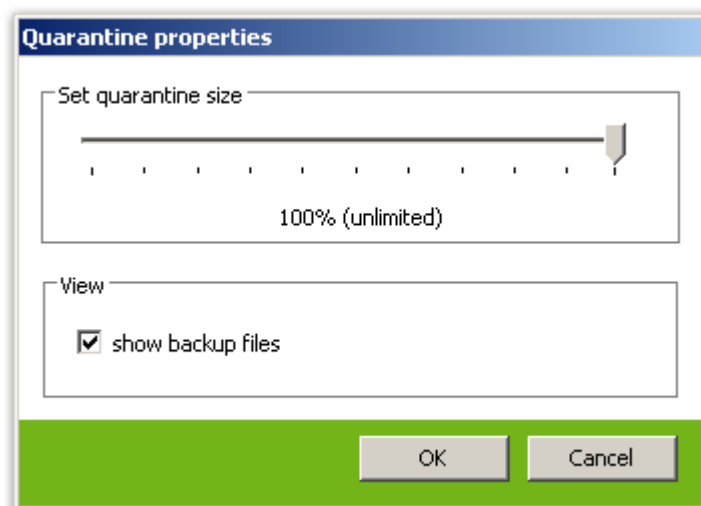 Quarantine properties
Set quarantine size
100% (unlimited)
View
show backup files
OK
Cancel